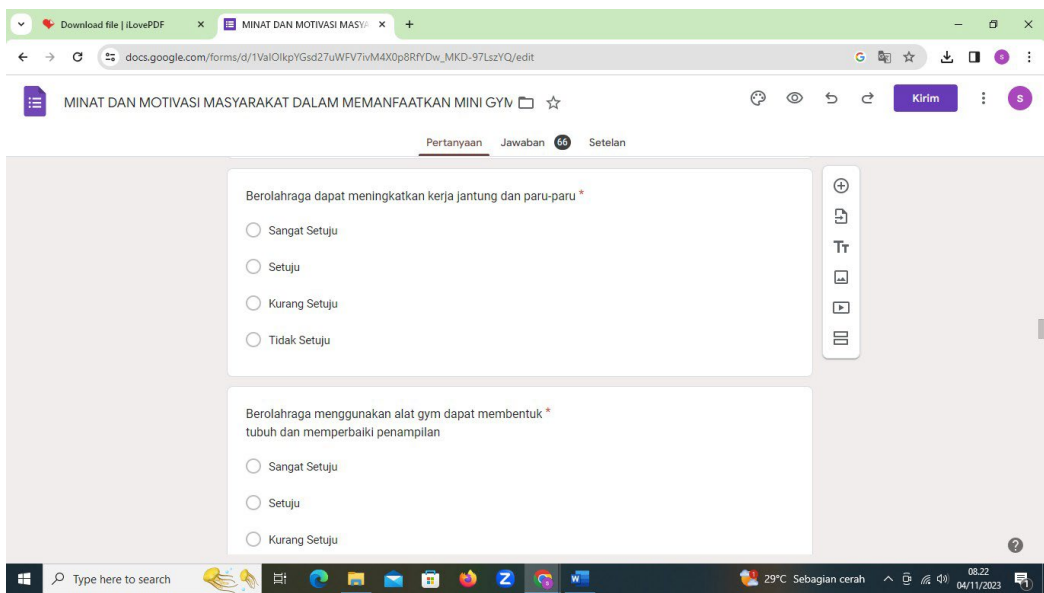 Download file | iLovePDF
MINAT DAN MOTIVASI MASYA
docs.google.com/forms/d/1ValOlkpYGsd27uWFV7ivM4X0p8RfYDw_MKD-97LszYQ/edit
MINAT DAN MOTIVASI MASYARAKAT DALAM MEMANFAATKAN MINI GYM
Kirim
S
Pertanyaan Jawaban 66 Setelan
Berolahraga dapat meningkatkan kerja jantung dan paru-paru *
Sangat Setuju
Setuju
Kurang Setuju
Tidak Setuju
Berolahraga menggunakan alat gym dapat membentuk *
tubuh dan memperbaiki penampilan
Sangat Setuju
Setuju
Kurang Setuju
Type here to search
29°C Sebagian cerah
08.22
04/11/2023